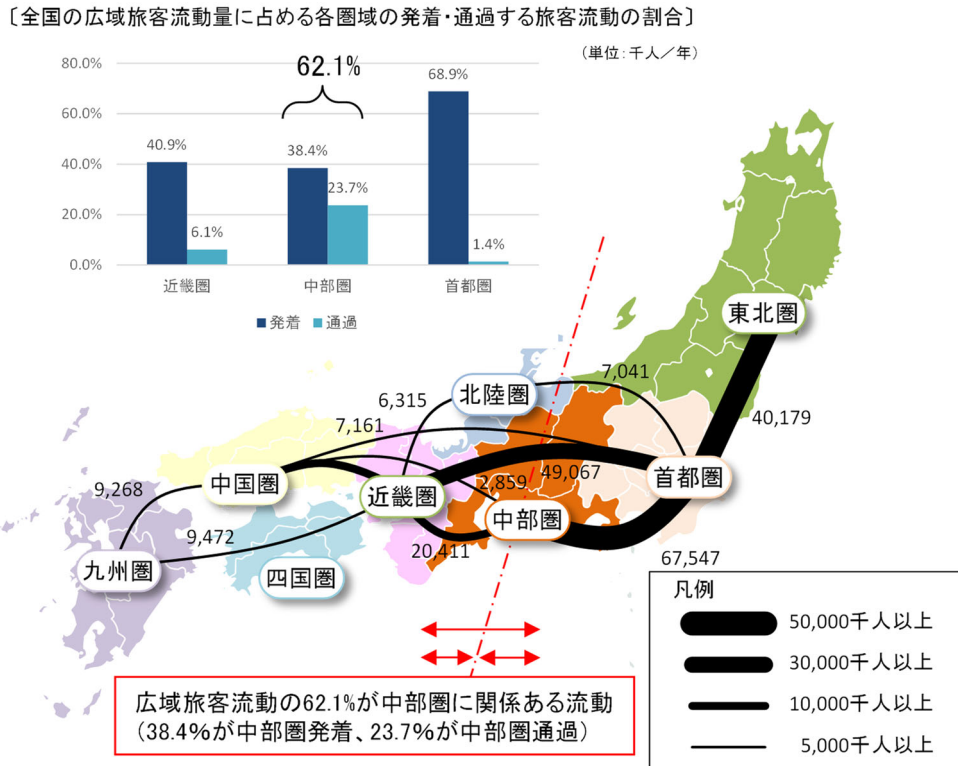 〔全国の広域旅客流動量に占める各圏域の発着・通過する旅客流動の割合〕
（単位：千人／年）
80.0%
60.0%
40.0%
20.0%
0.0%
62.1%
40.9%
6.1%
38.4%
23.7%
68.9%
1.4%
近畿圏
中部圏
首都圏
発着
通過
東北圏
北陸圏
7,041
6,315
7,161
40,179
中国圏
近畿圏
2,859
49,067
首都圏
9,268
中部圏
9,472
20,411
九州圏
四国圏
67,547
広域旅客流動の62.1%が中部圏に関係ある流動
（38.4%が中部圏発着、23.7%が中部圏通過）
凡例
50,000千人以上
30,000千人以上
10,000千人以上
5,000千人以上